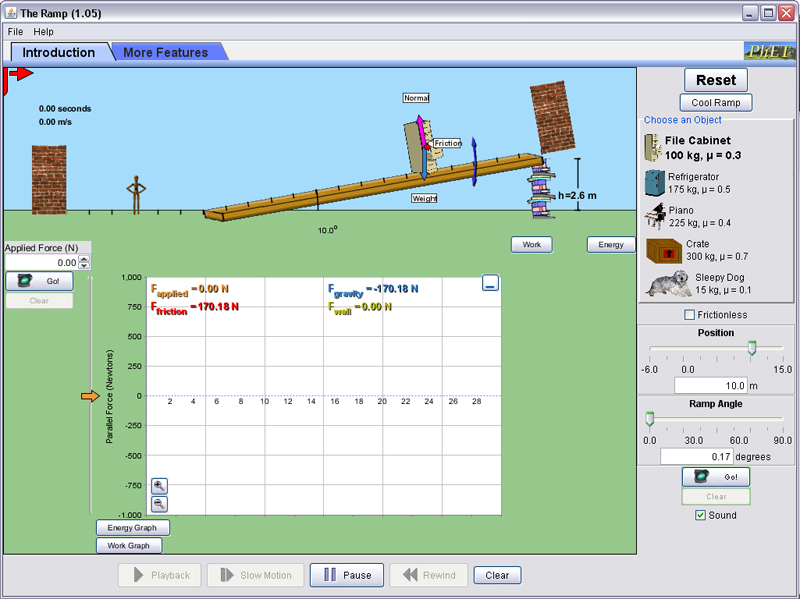 The Ramp (1.05)
File Help
Introduction More Features
PhET
0.00 seconds
0.00 m/s
Normal
Friction
Weight
h=2.6 m
10.0⁰
Work Energy
Applied Force (N)
0.00
Go!
Clear
Parallel Force (Newtons)
1,000
750
500
250
0
-250
-500
-750
-1.000
F applied = 0.00 N
F friction = 170.18 N
F gravity = -170.18 N
F wall = 0.00 N
2 4 6 8 10 12 14 16 18 20 22 24 26 28
Energy Graph
Work Graph
Playback Slow Motion Pause Rewind Clear
Reset
Cool Ramp
Choose an Object
File Cabinet
100 kg, μ = 0.3
Refrigerator
175 kg, μ = 0.5
Piano
225 kg, μ = 0.4
Crate
300 kg, μ = 0.7
Sleepy Dog
15 kg, μ = 0.1
Frictionless
Position
-6.0 0.0 15.0
10.0 m
Ramp Angle
0.0 30.0 60.0 90.0
0.17 degrees
Go!
Clear
Sound